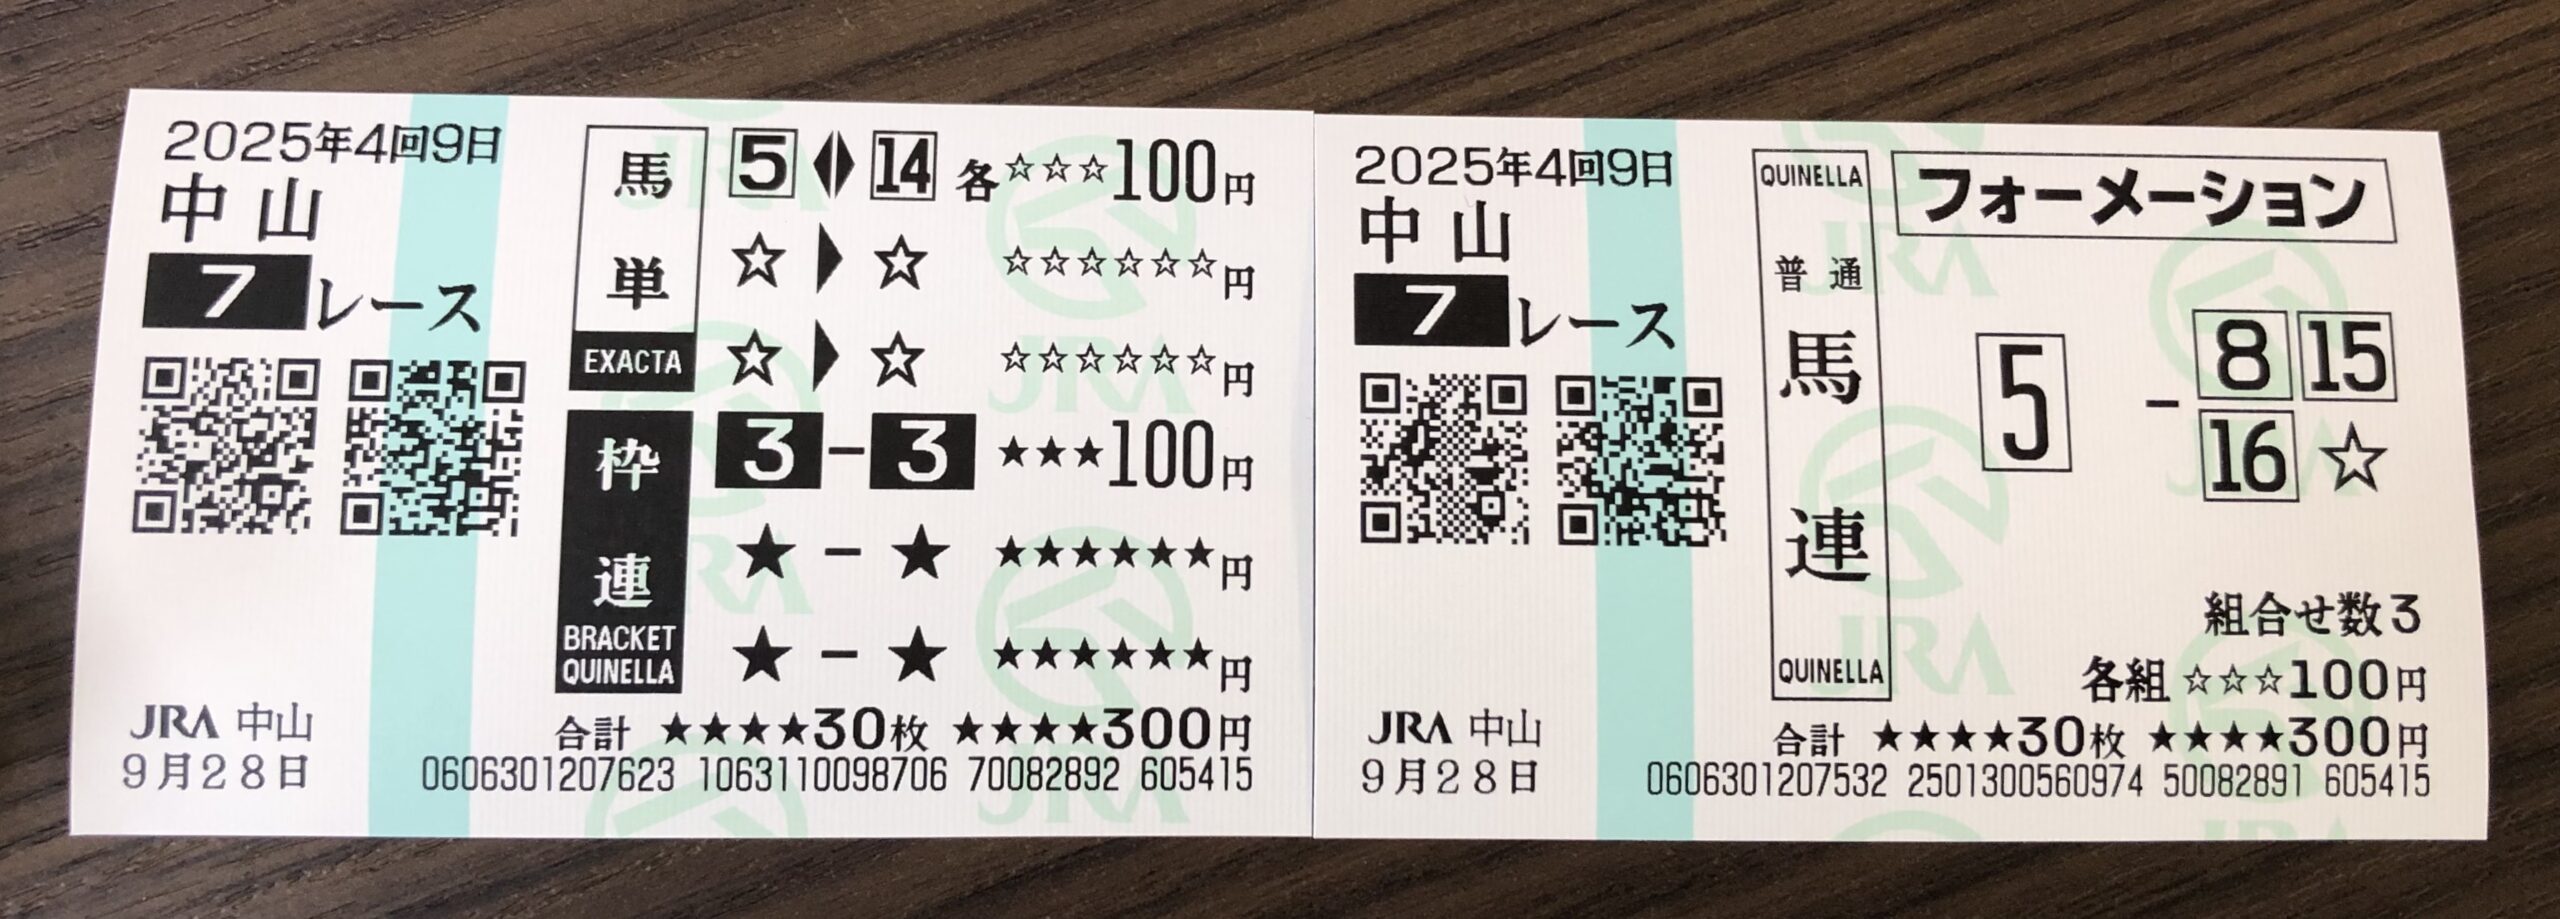 2025年4回9日
中山
7レース
馬単
EXACTA
5 14 各☆☆☆100円
☆ ☆ ☆☆☆☆☆☆円
☆ ☆ ☆☆☆☆☆☆円
枠連
BRACKET
QUINELLA
3-3 ★★★100円
★-★ ★★★★★★円
★-★ ★★★★★★円
合計 ★★★★30枚 ★★★★300円
JRA 中山
9月28日
0606301207623 1063110098706 70082892 605415
2025年4回9日
中山
7レース
QUINELLA
普通
馬連
QUINELLA
フォーメーション
5 - 8 15
16 ☆
組合せ数3
各組 ☆☆☆100円
合計 ★★★★30枚 ★★★★300円
JRA 中山
9月28日
0606301207532 2501300560974 50082891 605415